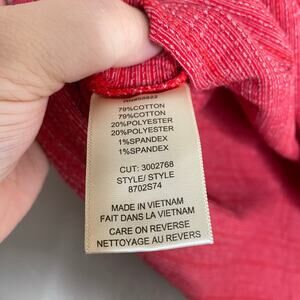 79%COTTON
79%COTTON
20%POLYESTER
20%POLYESTER
1%SPANDEX
1%SPANDEX
CUT: 3002768
STYLE/ STYLE
8702S74
MADE IN VIETNAM
FAIT DANS LA VIETNAM
CARE ON REVERSE
NETTOYAGE AU REVERS